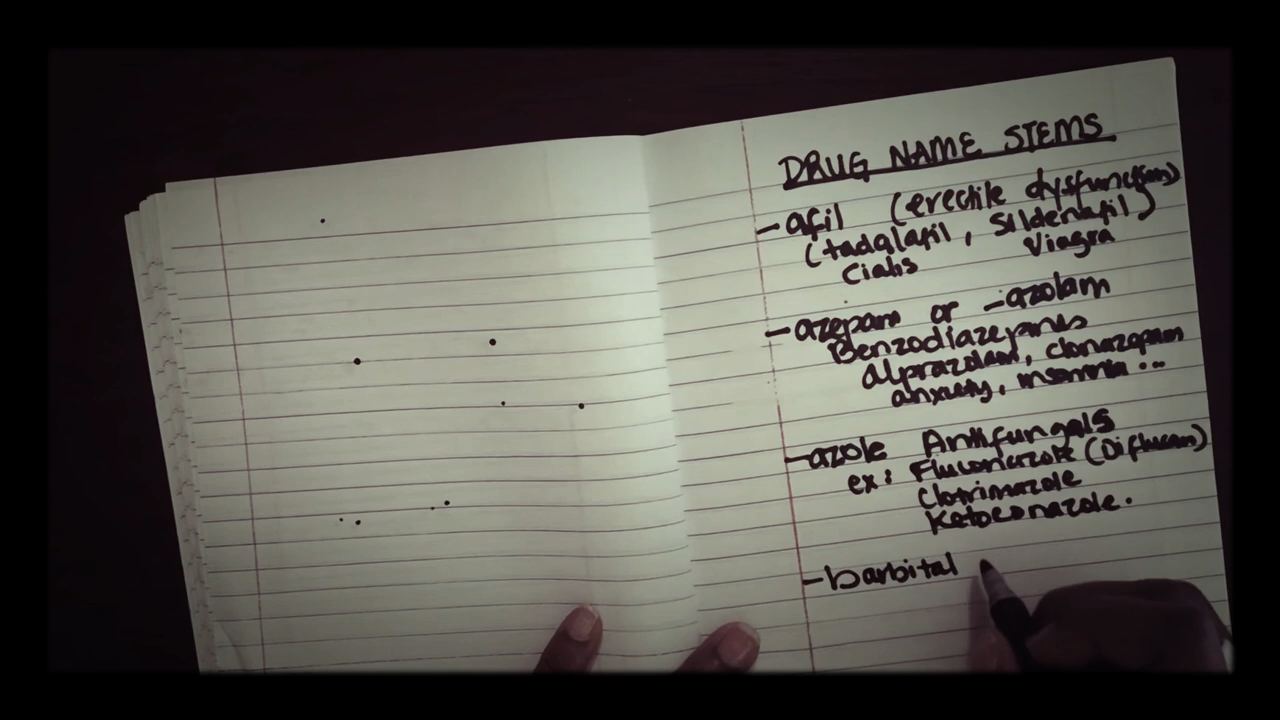 DRUG NAME STEMS
-afil (erectile dysfunction)
(tadalafil, Sildenafil)
Cialis Viagra
-azepam or -azolam
Benzodiazepines
Alprazolam, clonazepam
anxiety, insomnia ...
-azole Antifungals
ex: Fluconazole (Diflucan)
Clotrimazole
Ketoconazole.
-barbital